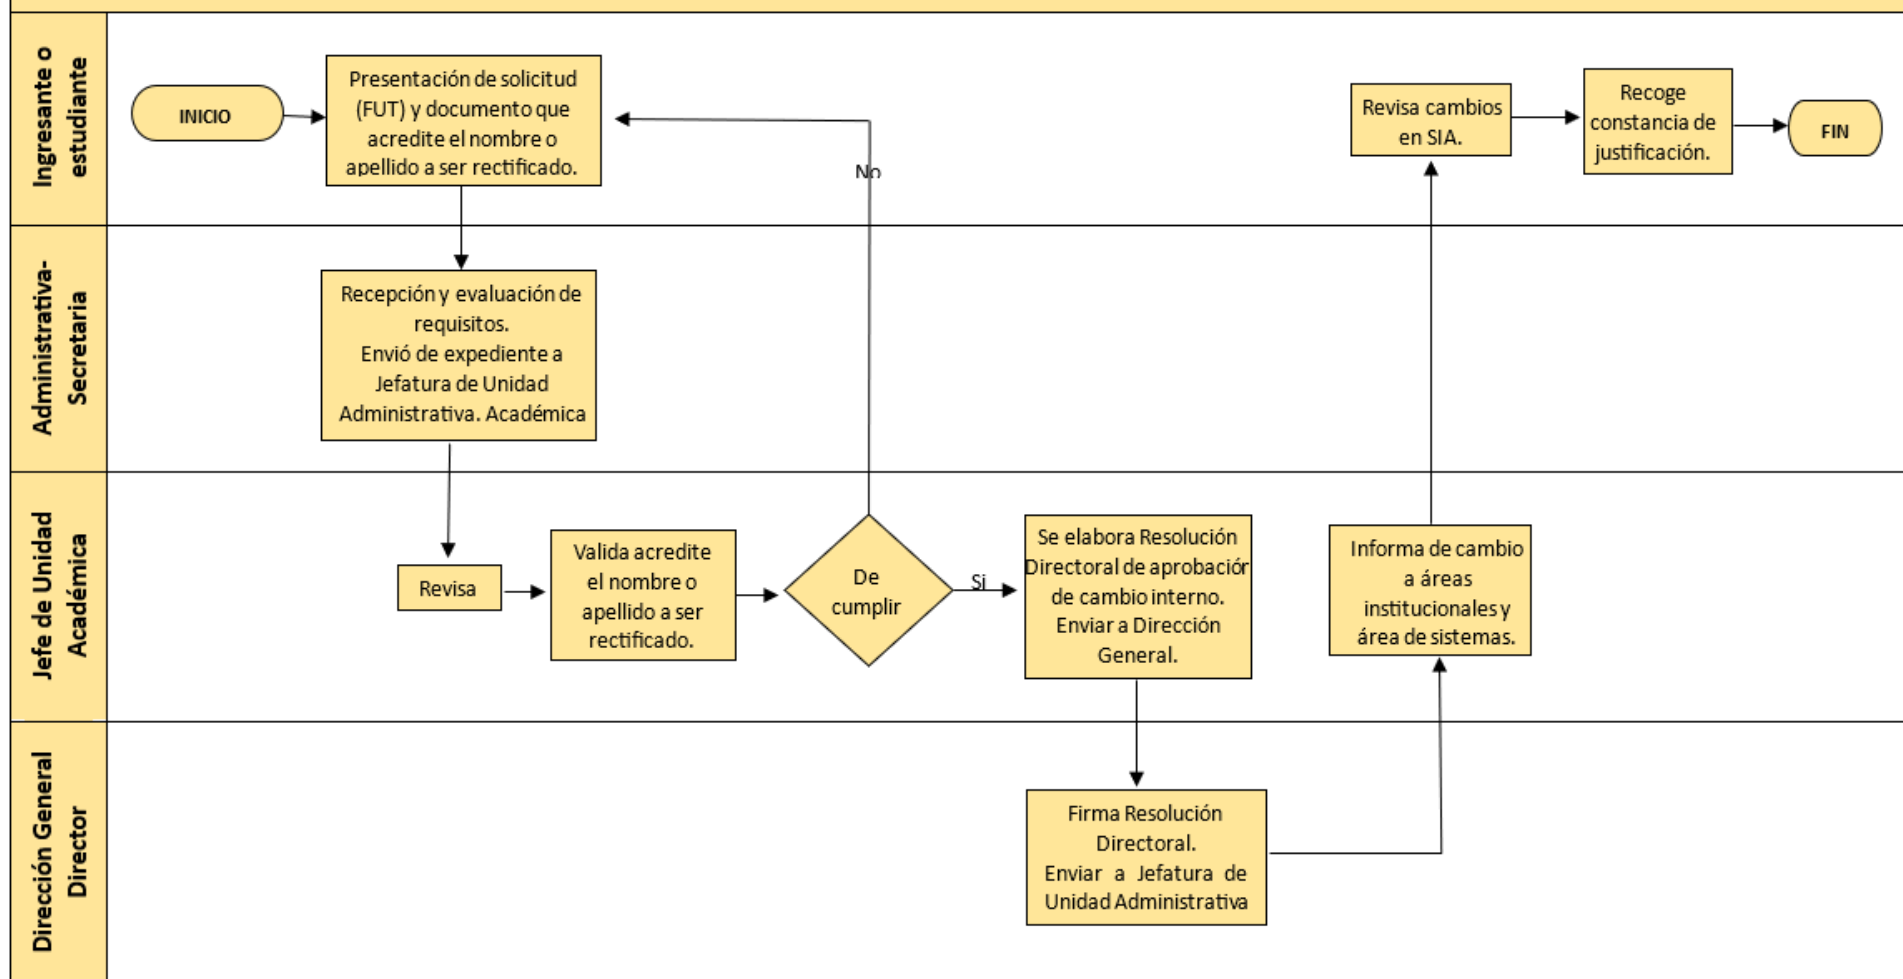 Ingresante o
estudiante
INICIO
Presentación de solicitud
(FUT) y documento que
acredite el nombre o
apellido a ser rectificado.
No
Revisa cambios
en SIA.
Recoge
constancia de
justificación.
FIN
Administrativa-
Secretaria
Recepción y evaluación de
requisitos.
Envió de expediente a
Jefatura de Unidad
Administrativa. Académica
Jefe de Unidad
Académica
Revisa
Valida acredite
el nombre o
apellido a ser
rectificado.
De
cumplir
Si
Se elabora Resolución
Directoral de aprobación
de cambio interno.
Enviar a Dirección
General.
Informa de cambio
a áreas
institucionales y
área de sistemas.
Dirección General
Director
Firma Resolución
Directoral.
Enviar a Jefatura de
Unidad Administrativa